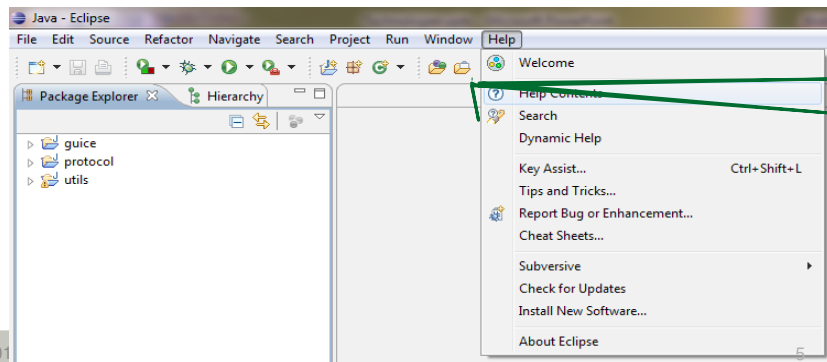 Java - Eclipse
File Edit Source Refactor Navigate Search Project Run Window Help
Package Explorer Hierarchy
guice
protocol
utils
Welcome
Help Contents
Search
Dynamic Help
Key Assist... Ctrl+Shift+L
Tips and Tricks...
Report Bug or Enhancement...
Cheat Sheets...
Subversive
Check for Updates
Install New Software...
About Eclipse
5